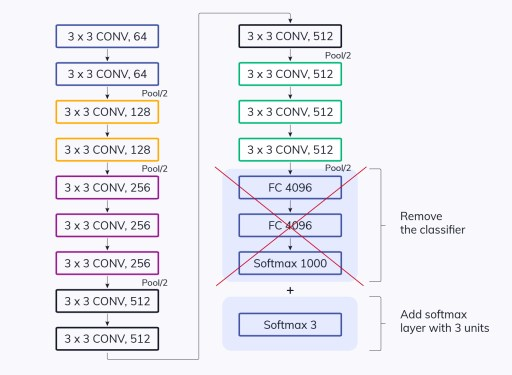 3 x 3 CONV, 64
3 x 3 CONV, 64
Pool/2
3 x 3 CONV, 128
3 x 3 CONV, 128
Pool/2
3 x 3 CONV, 256
3 x 3 CONV, 256
3 x 3 CONV, 256
Pool/2
3 x 3 CONV, 512
3 x 3 CONV, 512
3 x 3 CONV, 512
Pool/2
3 x 3 CONV, 512
3 x 3 CONV, 512
3 x 3 CONV, 512
Pool/2
FC 4096
FC 4096
Softmax 1000
Remove
the classifier
+
Softmax 3
Add softmax
layer with 3 units